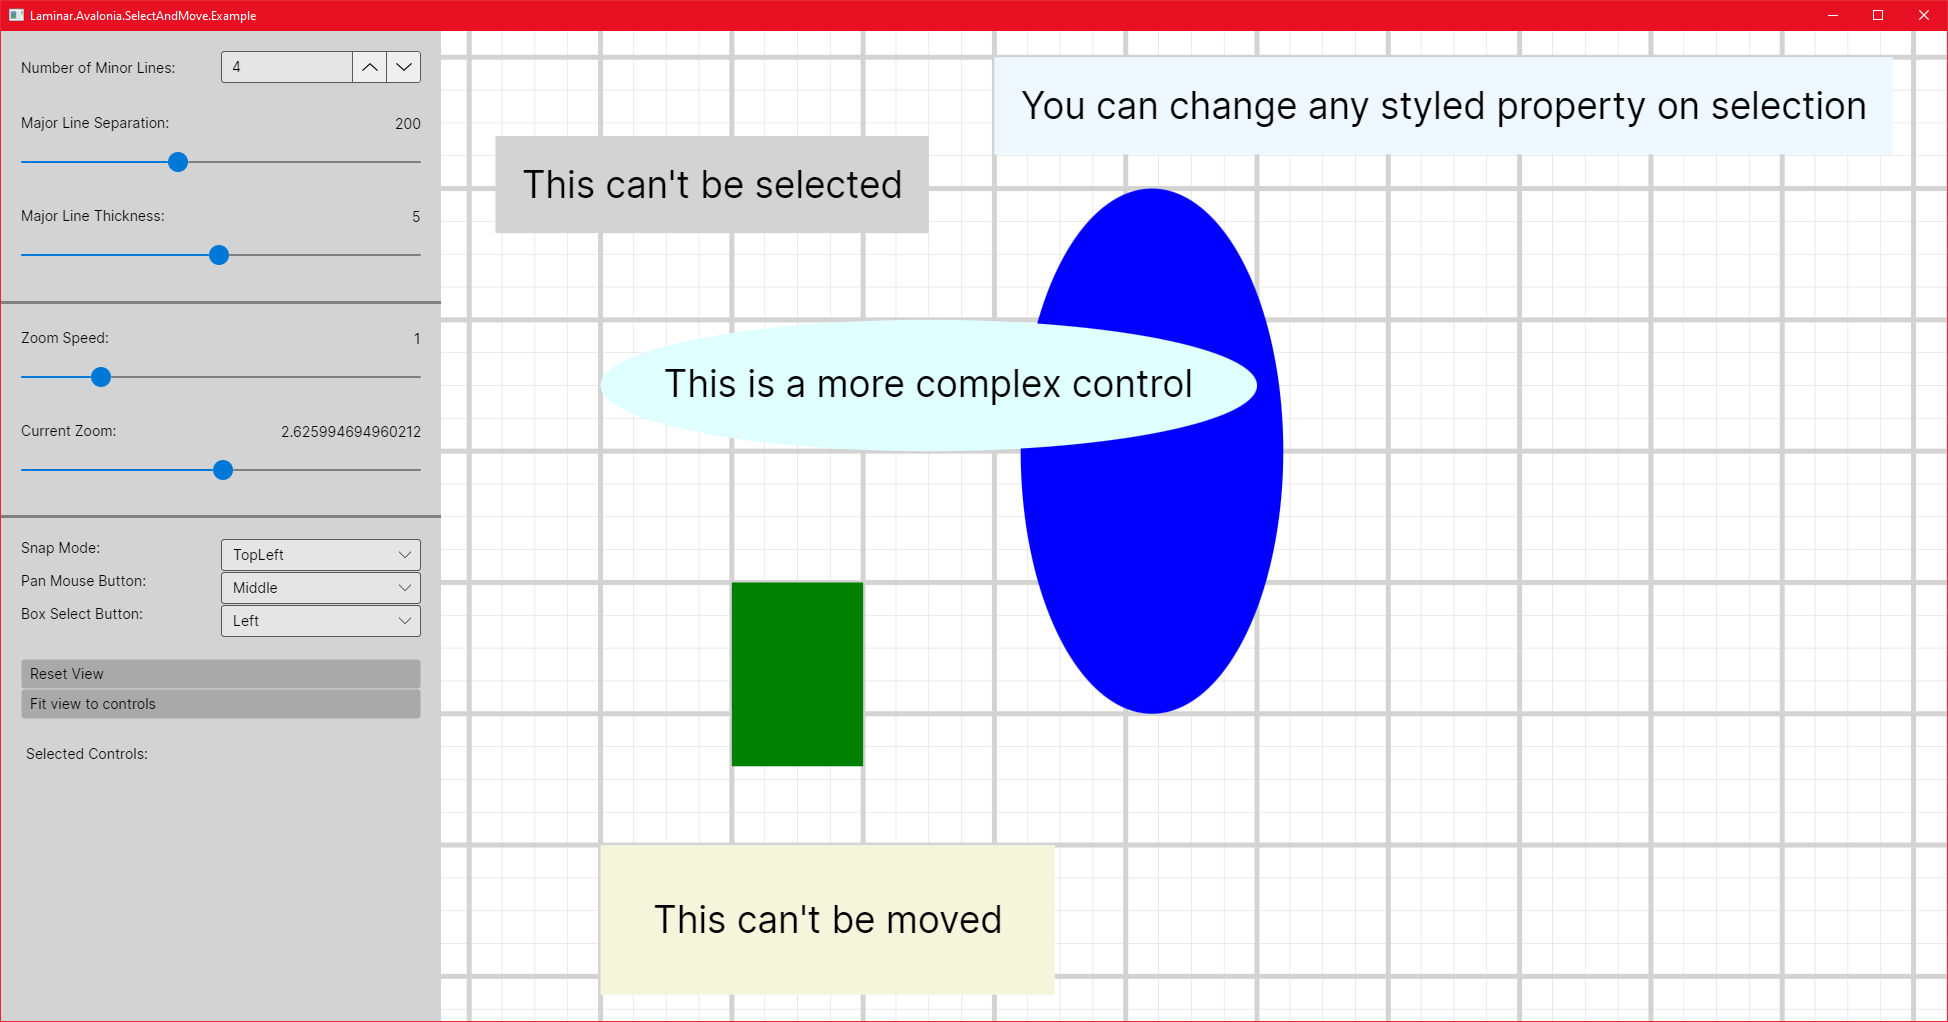 Laminar.Avalonia.SelectAndMove.Example
Number of Minor Lines: 4
Major Line Separation: 200
Major Line Thickness: 5
Zoom Speed: 1
Current Zoom: 2.625994694960212
Snap Mode: TopLeft
Pan Mouse Button: Middle
Box Select Button: Left
Reset View
Fit view to controls
Selected Controls:
You can change any styled property on selection
This can't be selected
This is a more complex control
This can't be moved